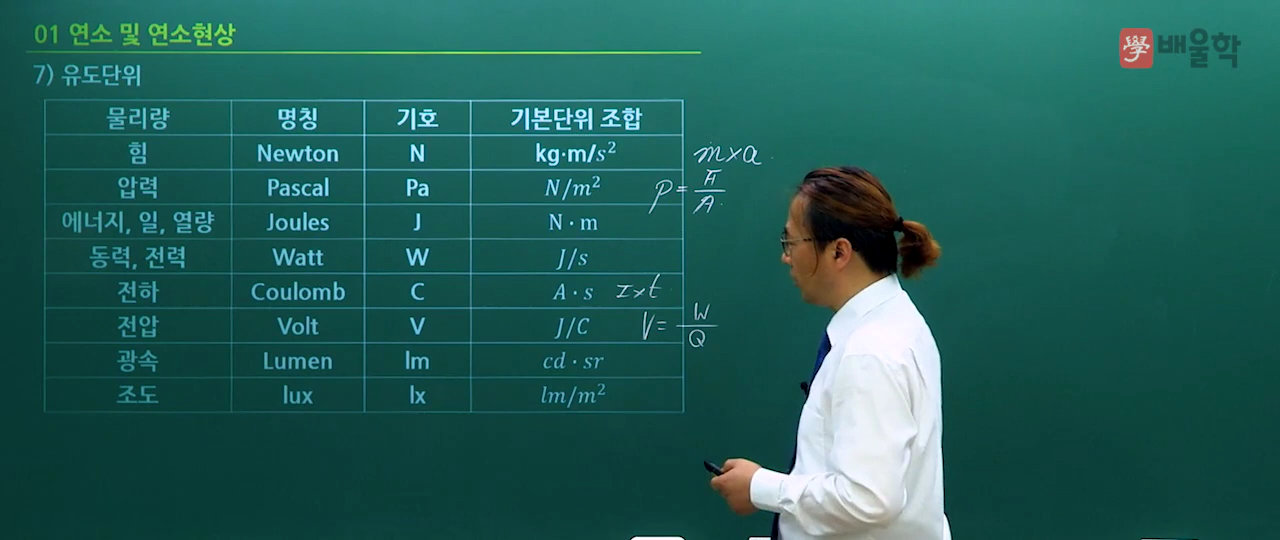 01 연소 및 연소현상
學 배울학
7) 유도단위
물리량 명칭 기호 기본단위 조합
힘 Newton N kg·m/s² m×a
압력 Pascal Pa N/m² P=F/A
에너지, 일, 열량 Joules J N·m
동력, 전력 Watt W J/s
전하 Coulomb C A·s I×t
전압 Volt V J/C V=W/Q
광속 Lumen lm cd·sr
조도 lux lx lm/m²